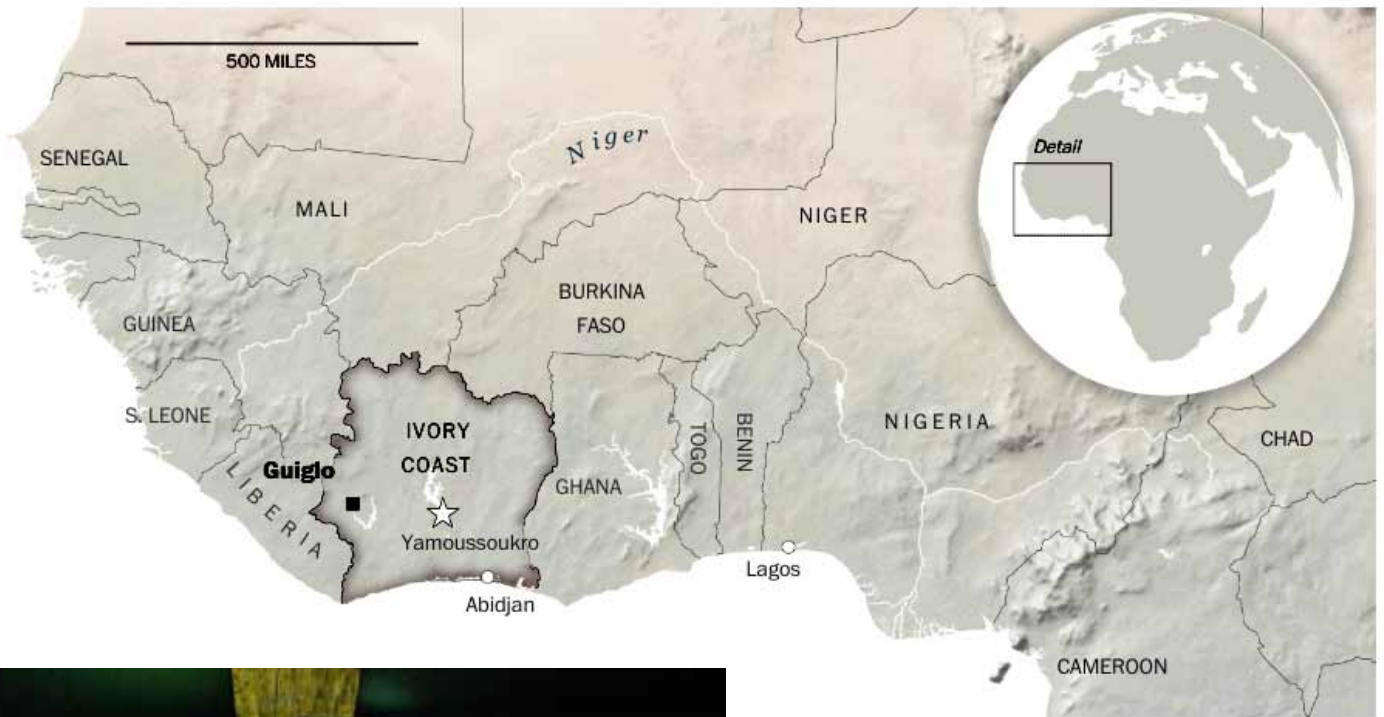 500 MILES
Detail
SENEGAL
Niger
MALI
NIGER
BURKINA
FASO
GUINEA
S. LEONE
IVORY
COAST
Guiglo
LIBERIA
GHANA
TOGO
BENIN
NIGERIA
CHAD
Yamoussoukro
Abidjan
Lagos
CAMEROON